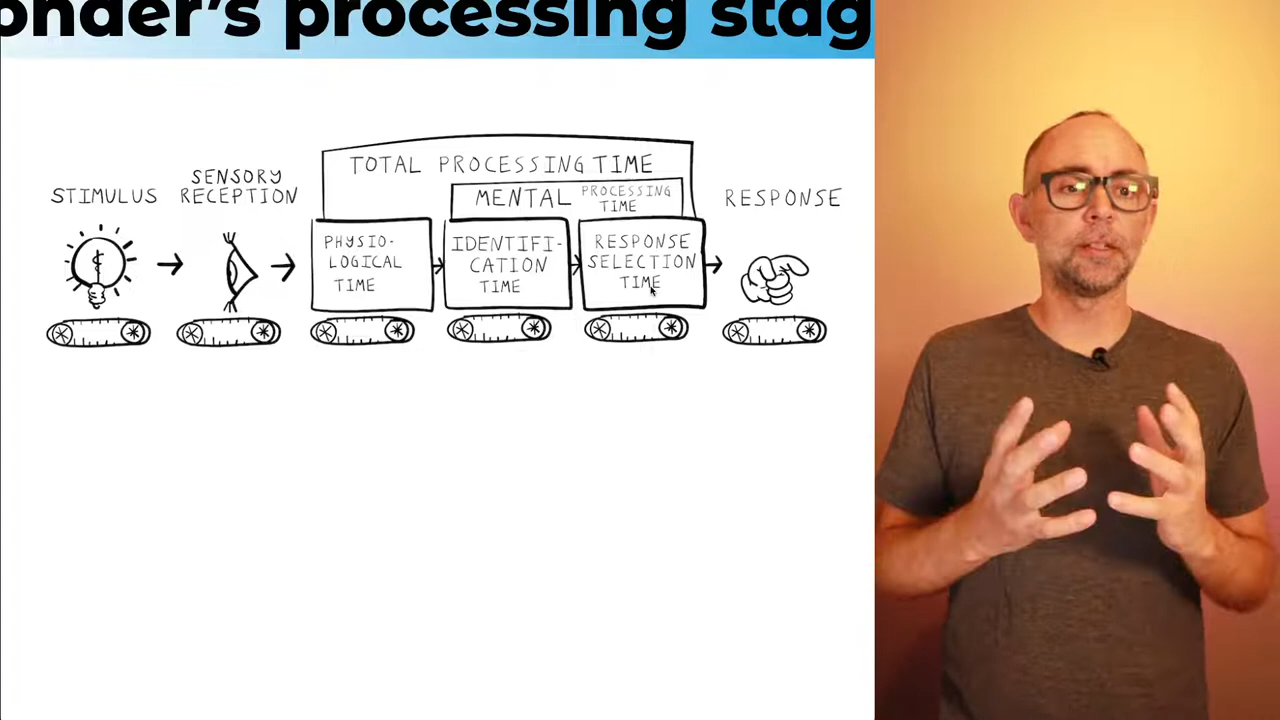 onder's processing stag
TOTAL PROCESSING TIME
SENSORY
RECEPTION
STIMULUS
MENTAL PROCESSING
TIME
RESPONSE
PHYSIO-
LOGICAL
TIME
IDENTIFI-
CATION
TIME
RESPONSE
SELECTION
TIME